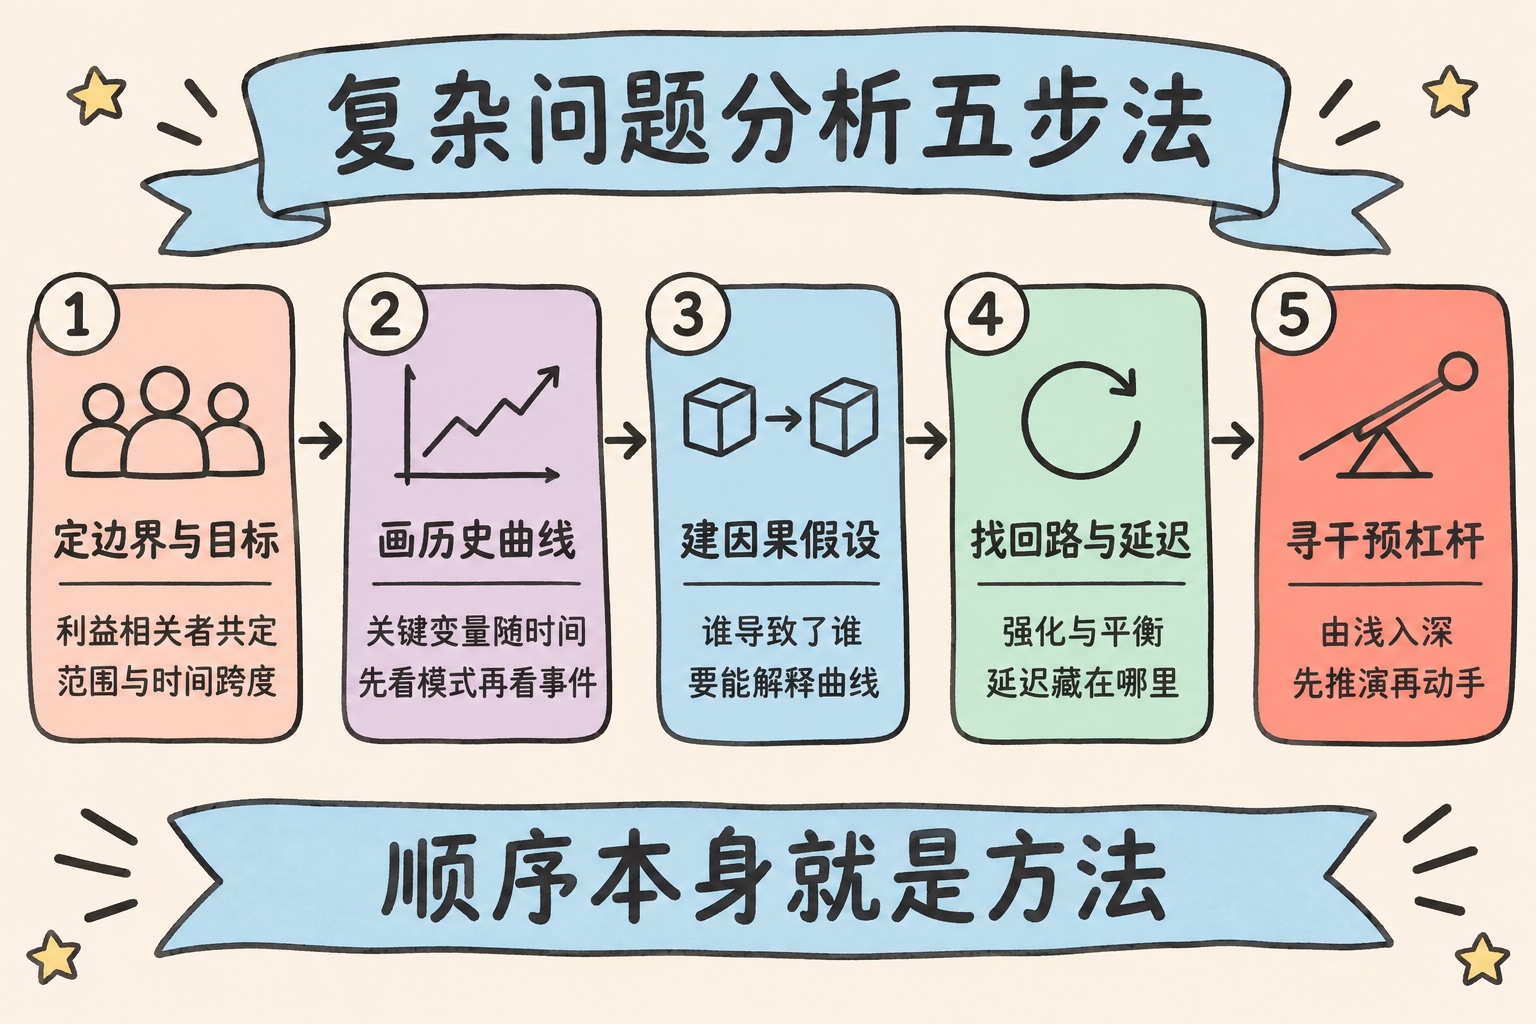 复杂问题分析五步法
1
定边界与目标
利益相关者共定
范围与时间跨度
2
画历史曲线
关键变量随时间
先看模式再看事件
3
建因果假设
谁导致了谁
要能解释曲线
4
找回路与延迟
强化与平衡
延迟藏在哪里
5
寻干预杠杆
由浅入深
先推演再动手
顺序本身就是方法